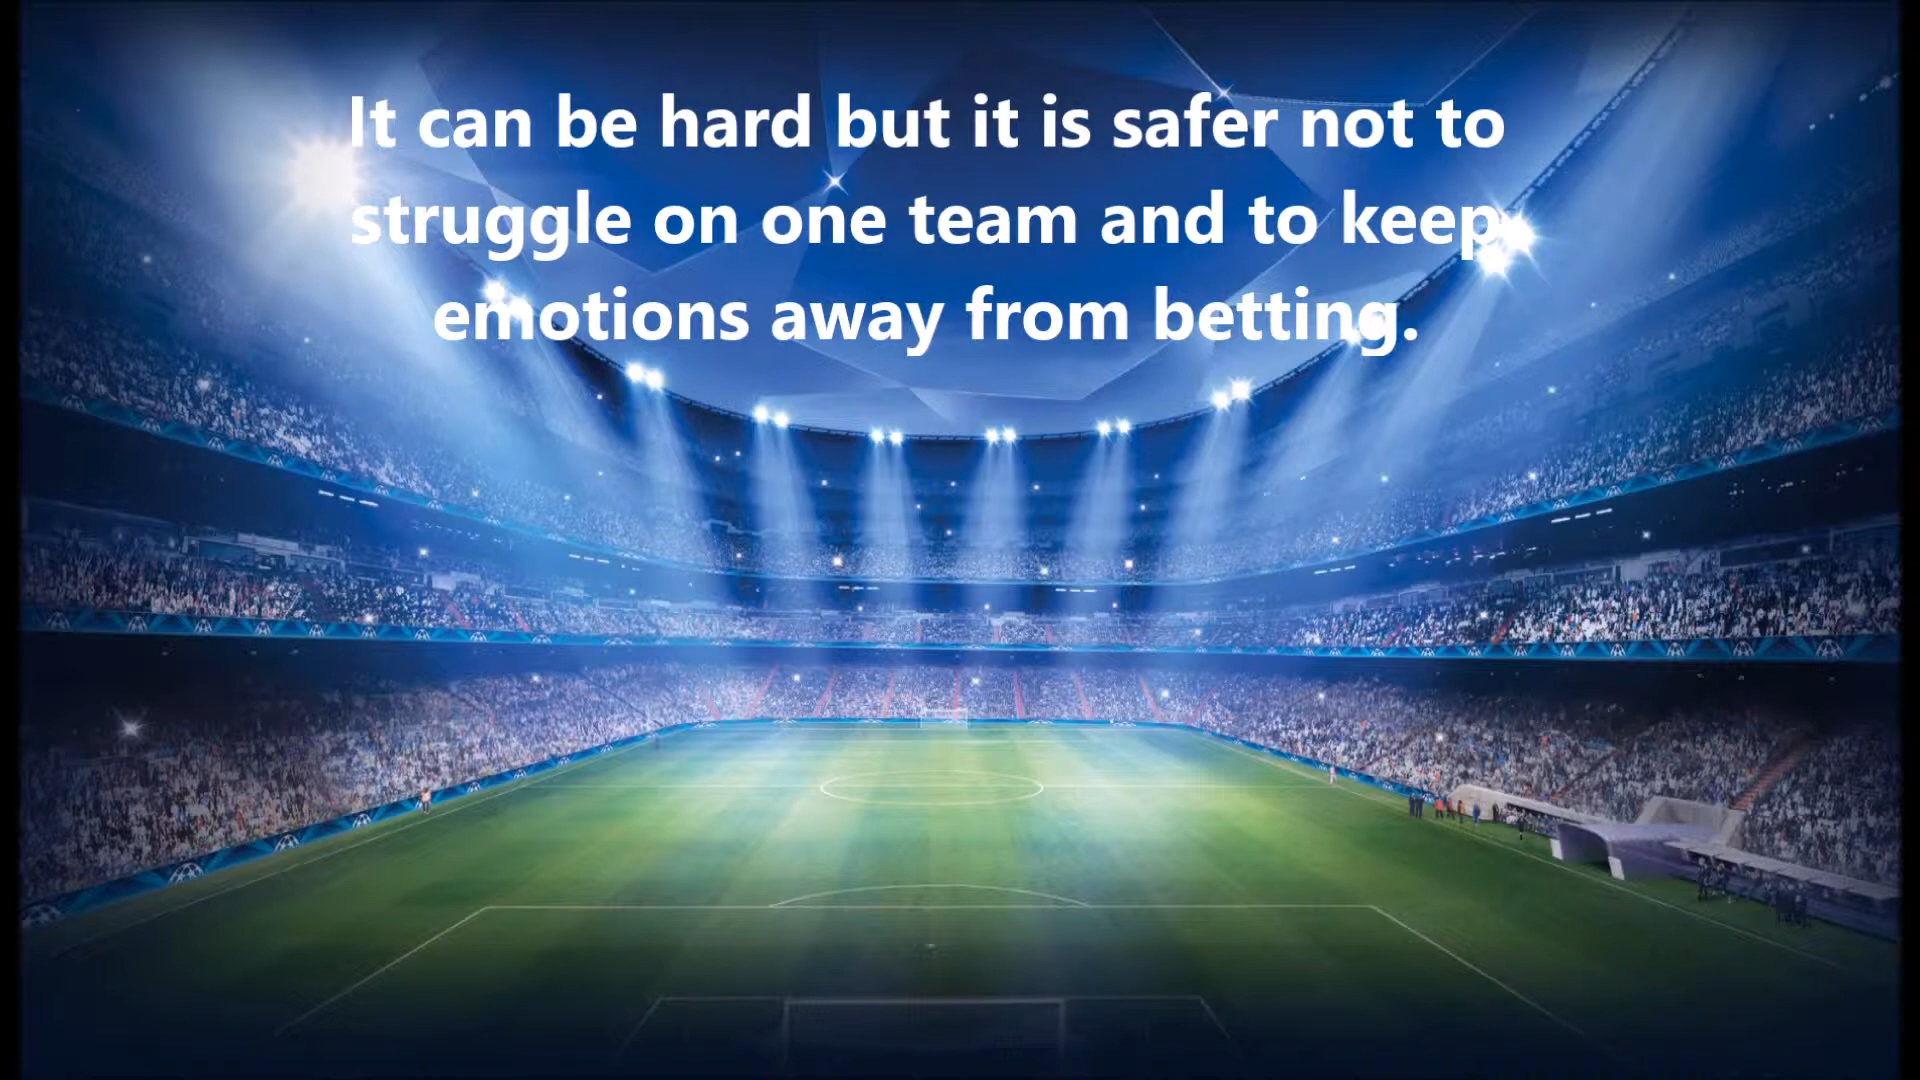 It can be hard but it is safer not to
struggle on one team and to keep
emotions away from betting.